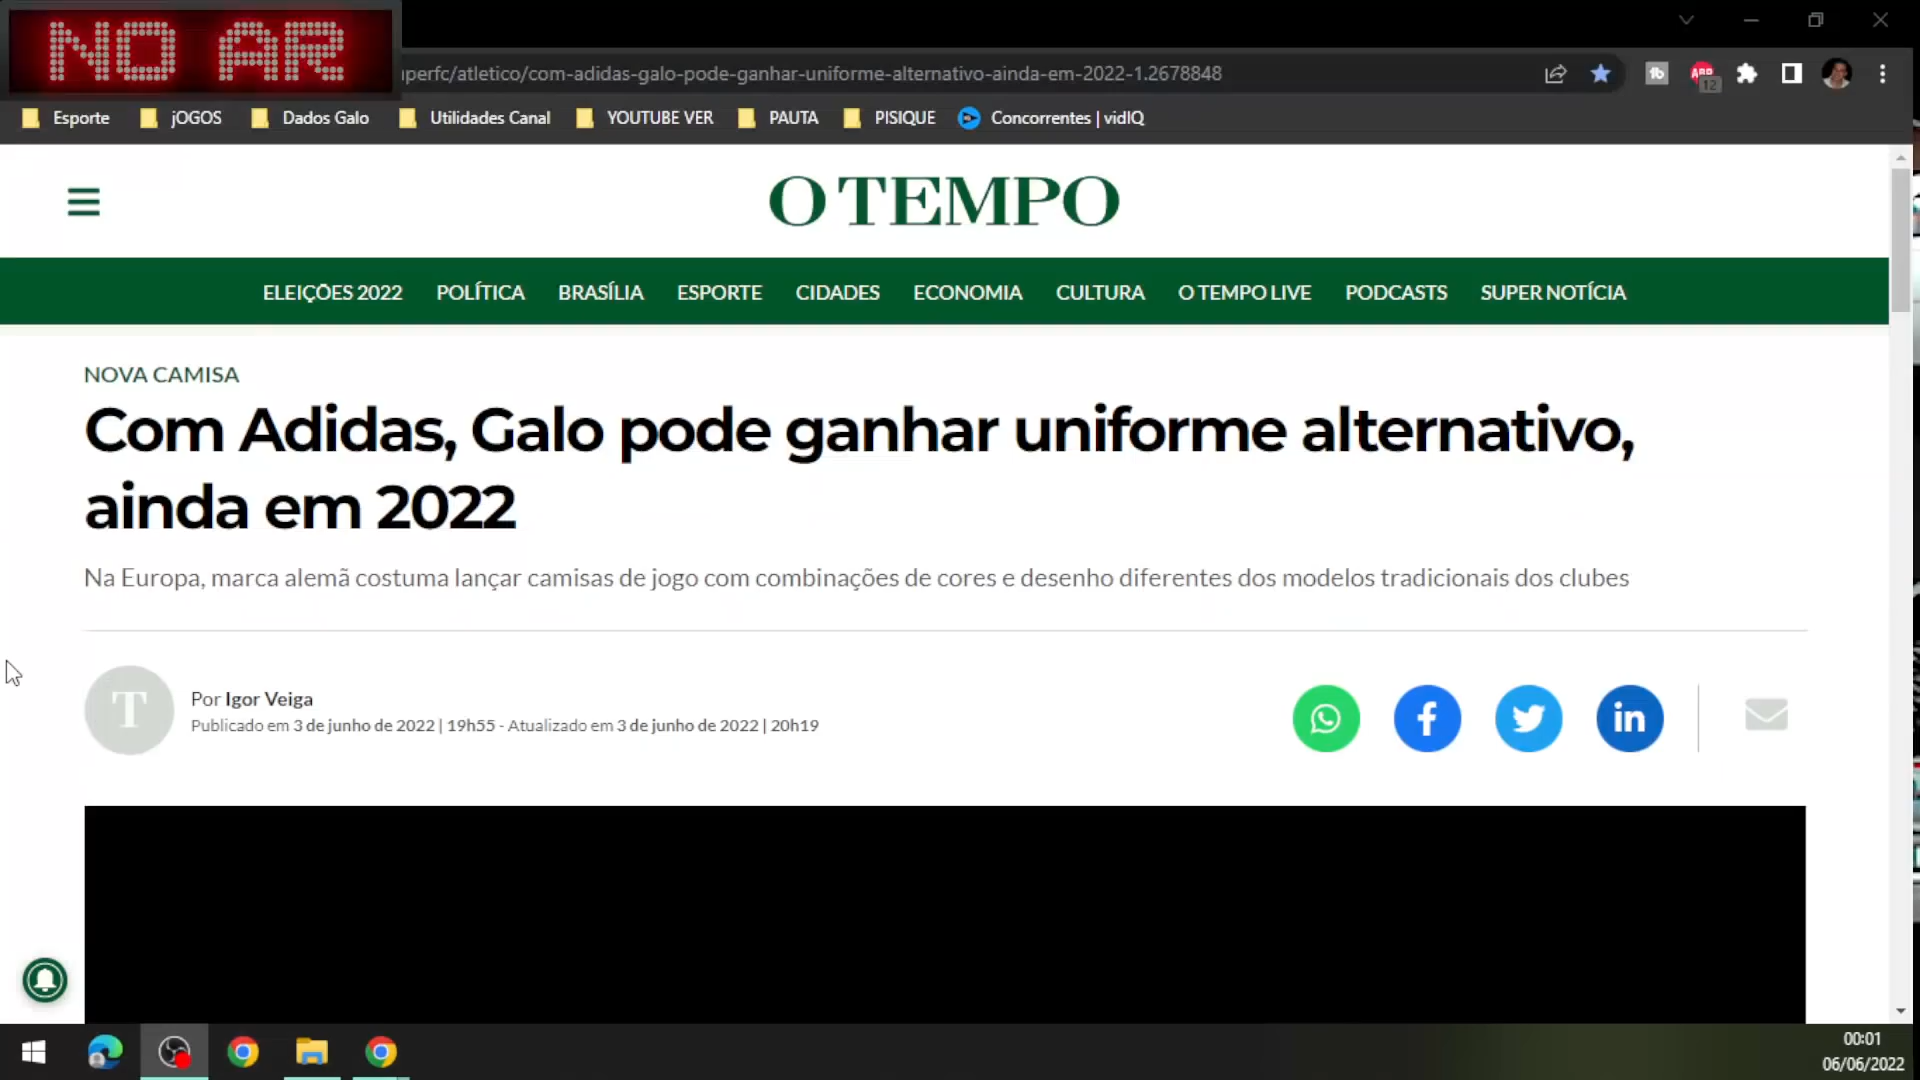 NO AR
perfc/atletico/com-adidas-galo-pode-ganhar-uniforme-alternativo-ainda-em-2022-1.2678848
12
Esporte jOGOS Dados Galo Utilidades Canal YOUTUBE VER PAUTA PISIQUE Concorrentes | vidIQ
O TEMPO
ELEIÇÕES 2022 POLÍTICA BRASÍLIA ESPORTE CIDADES ECONOMIA CULTURA O TEMPO LIVE PODCASTS SUPER NOTÍCIA
NOVA CAMISA
Com Adidas, Galo pode ganhar uniforme alternativo,
ainda em 2022
Na Europa, marca alemã costuma lançar camisas de jogo com combinações de cores e desenho diferentes dos modelos tradicionais dos clubes
T
Por Igor Veiga
Publicado em 3 de junho de 2022 | 19h55 - Atualizado em 3 de junho de 2022 | 20h19
00:01
06/06/2022